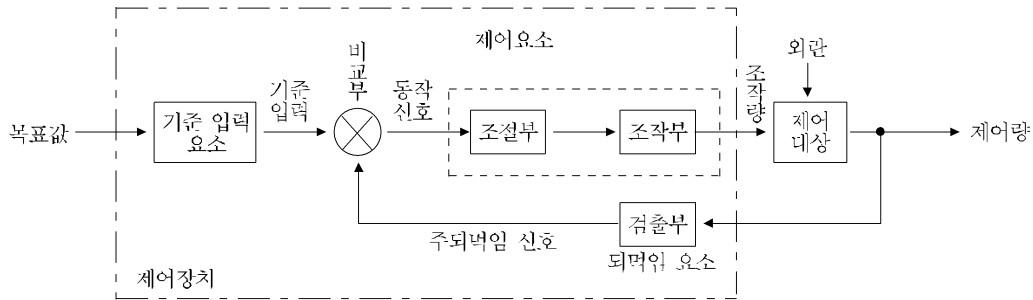 제어요소
비교부
외란
조작량
기준
입력
동작
신호
목표값
기준 입력
요소
조절부
조작부
제어
대상
제어량
검출부
주되먹임 신호
되먹임 요소
제어장치